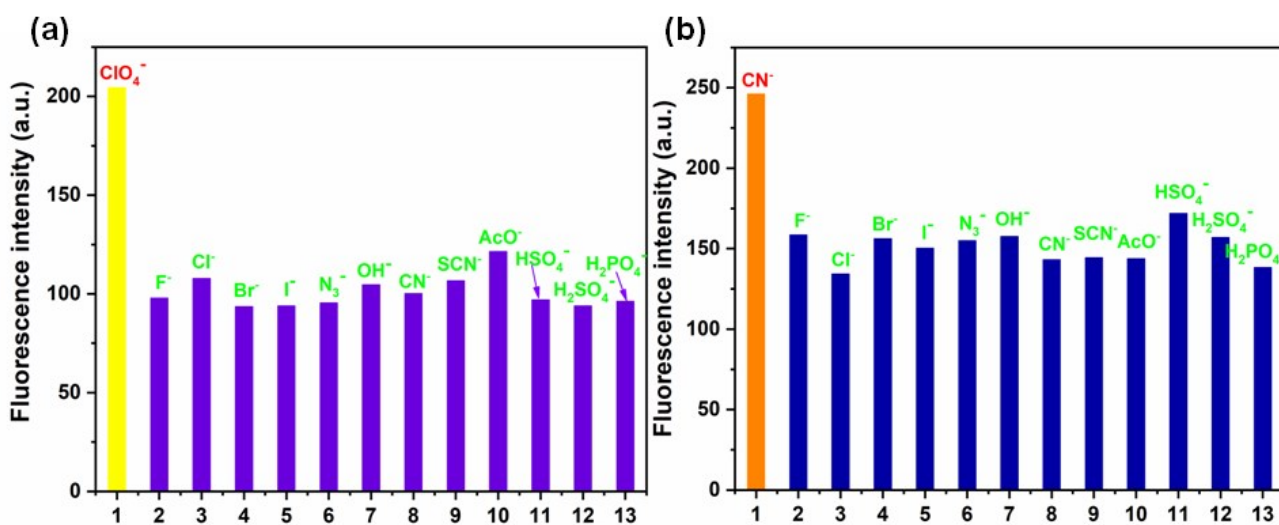 (a)
Fluorescence intensity (a.u.)
200
150
100
50
0
ClO₄⁻
F⁻
Cl⁻
Br⁻
I⁻
N₃⁻
OH⁻
CN⁻
SCN⁻
AcO⁻
HSO₄⁻
H₂SO₄⁻
H₂PO₄⁻
1 2 3 4 5 6 7 8 9 10 11 12 13
(b)
Fluorescence intensity (a.u.)
250
200
150
100
50
0
CN⁻
F⁻
Cl⁻
Br⁻
I⁻
N₃⁻
OH⁻
CN⁻
SCN⁻
AcO⁻
HSO₄⁻
H₂SO₄⁻
H₂PO₄
1 2 3 4 5 6 7 8 9 10 11 12 13